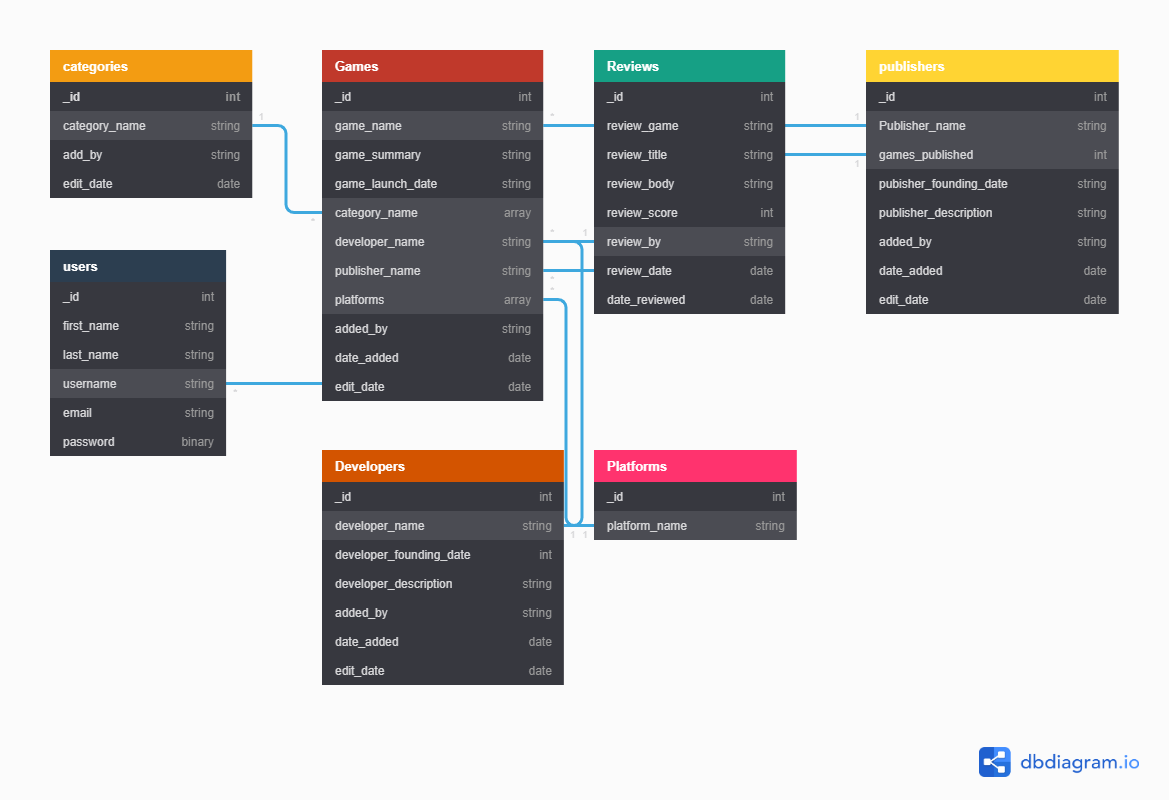 categories
_id int
category_name string
add_by string
edit_date date
1
*
Games
_id int
game_name string
game_summary string
game_launch_date string
category_name array
developer_name string
publisher_name string
platforms array
added_by string
date_added date
edit_date date
*
*
1
*
*
Reviews
_id int
review_game string
review_title string
review_body string
review_score int
review_by string
review_date date
date_reviewed date
1
1
publishers
_id int
Publisher_name string
games_published int
pubisher_founding_date string
publisher_description string
added_by string
date_added date
edit_date date
users
_id int
first_name string
last_name string
username string
email string
password binary
*
Developers
_id int
developer_name string
developer_founding_date int
developer_description string
added_by string
date_added date
edit_date date
1 1
Platforms
_id int
platform_name string
dbdiagram.io